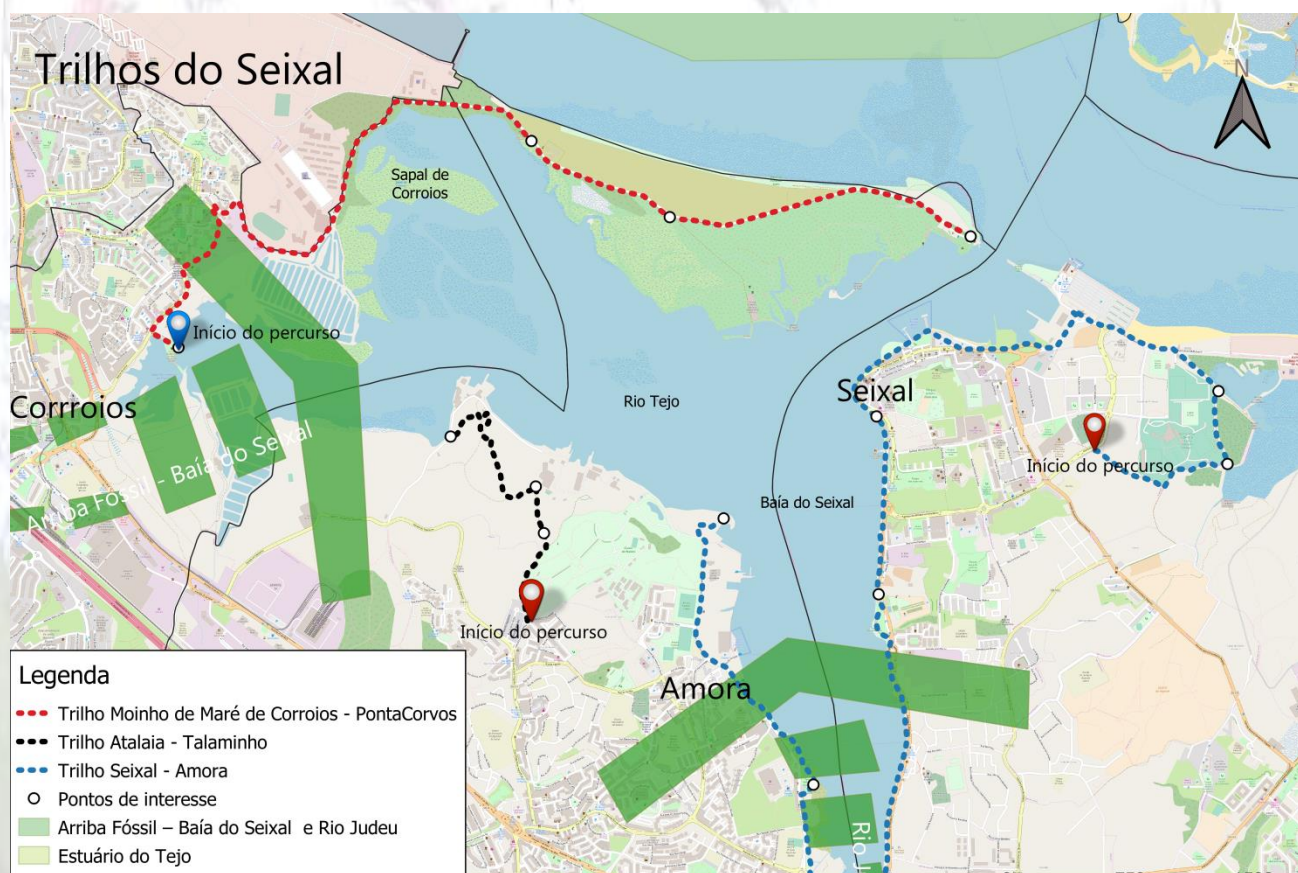 Trilhos do Seixal
N
Sapal de
Corroios
Início do percurso
Corrroios
Arriba Fóssil - Baía do Seixal
Rio Tejo
Seixal
Início do percurso
Baía do Seixal
Início do percurso
Amora
Rio
Legenda
Trilho Moinho de Maré de Corroios - PontaCorvos
Trilho Atalaia - Talaminho
Trilho Seixal - Amora
Pontos de interesse
Arriba Fóssil – Baía do Seixal e Rio Judeu
Estuário do Tejo